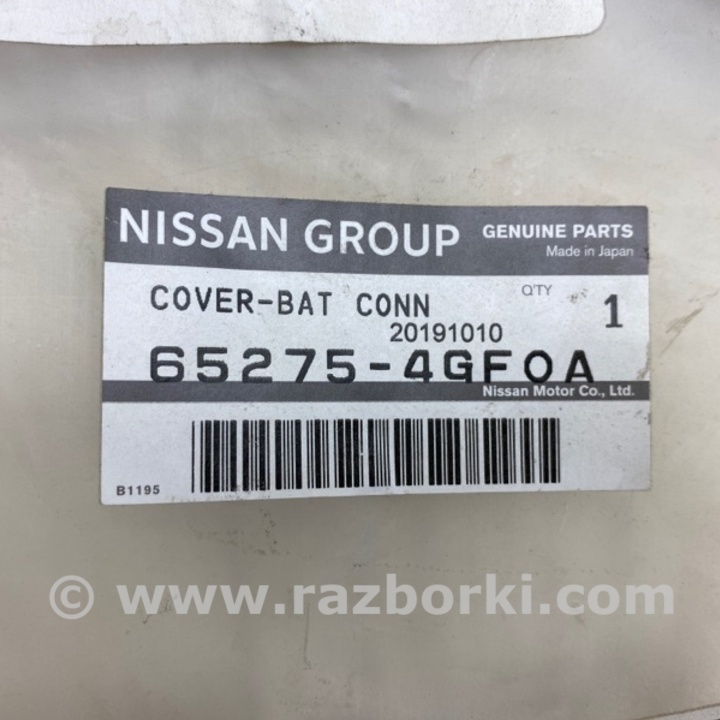 NISSAN GROUP GENUINE PARTS
Made in Japan
COVER-BAT CONN Q'TY 1
20191010
65275-4GF0A
Nissan Motor Co., Ltd.
B1195
© www.razborki.com